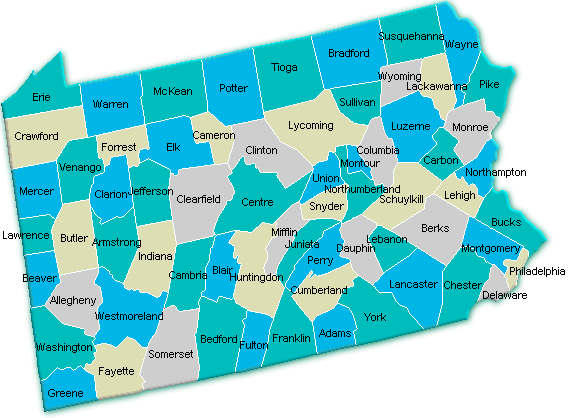 Susquehanna
Wayne
Bradford
Tioga
Wyoming
Potter
Lackawanna
Pike
McKean
Erie
Warren
Sullivan
Lycoming
Luzerne
Monroe
Cameron
Crawford
Forrest
Elk
Clinton
Columbia
Montour
Carbon
Venango
Northampton
Union
Mercer
Clarion
Jefferson
Northumberland
Clearfield
Centre
Schuylkill
Lehigh
Snyder
Bucks
Lawrence
Butler
Armstrong
Mifflin
Juniata
Dauphin
Lebanon
Berks
Montgomery
Indiana
Perry
Philadelphia
Beaver
Cambria
Blair
Huntingdon
Cumberland
Lancaster
Chester
Delaware
Allegheny
Westmoreland
York
Adams
Washington
Somerset
Bedford
Fulton
Franklin
Fayette
Greene